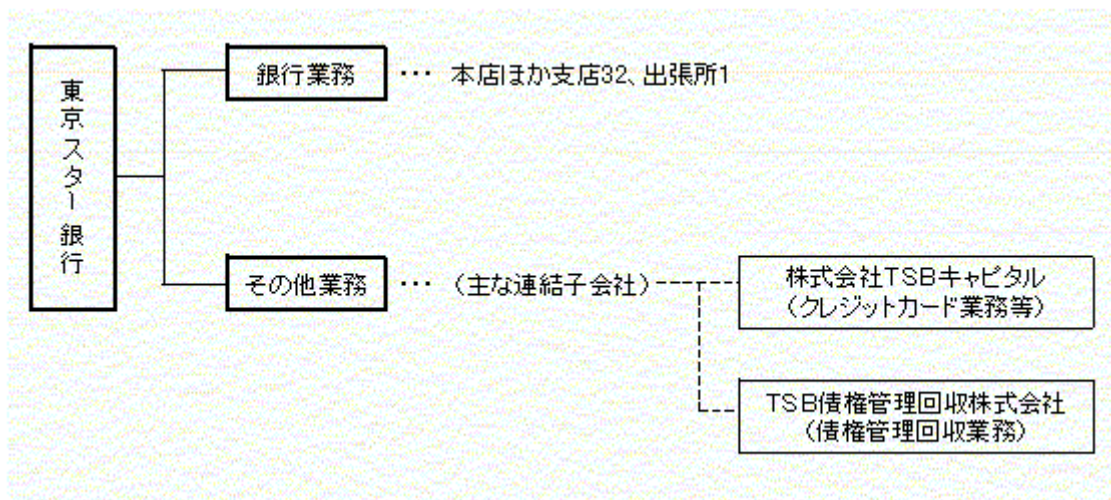 東京スター銀行
銀行業務 ･･･ 本店ほか支店32、出張所1
その他業務 ･･･ （主な連結子会社）
株式会社TSBキャピタル
（クレジットカード業務等）
TSB債権管理回収株式会社
（債権管理回収業務）